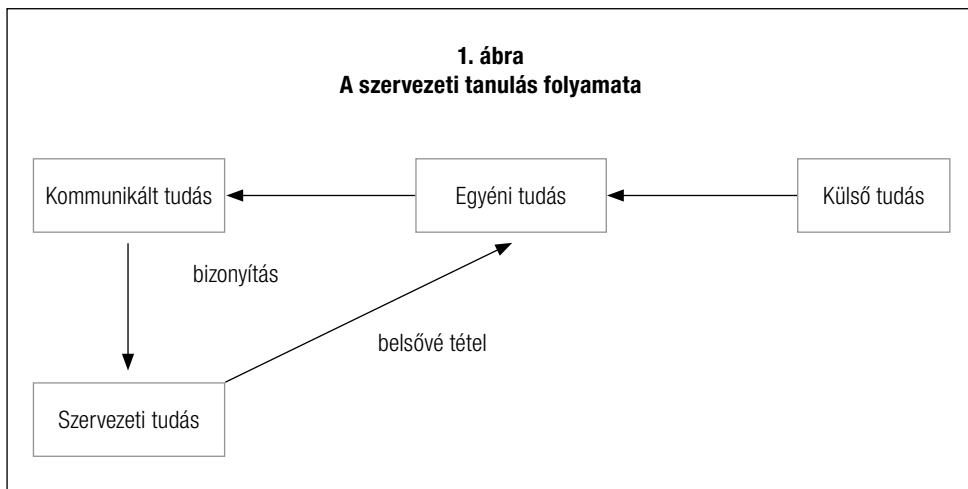 1. ábra
A szervezeti tanulás folyamata
Kommunikált tudás
Egyéni tudás
Külső tudás
bizonyítás
belsővé tétel
Szervezeti tudás